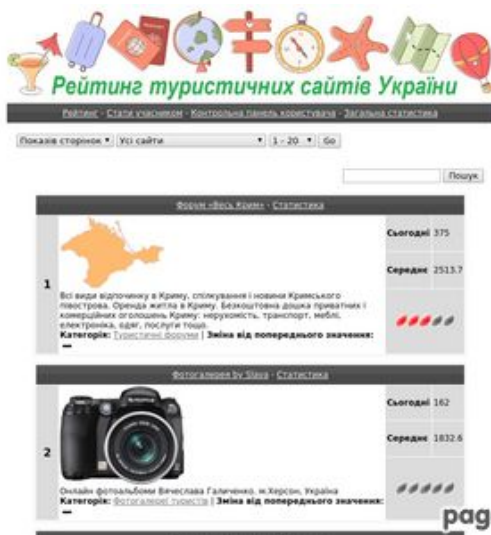 Рейтинг туристичних сайтів України
Рейтинг - Стати учасником - Контрольна панель користувача - Загальна статистика
Показів сторінок Усі сайти 1 - 20 Go
Пошук
Форум «Весь Крим» - Статистика
Сьогодні 375
Середнє 2513.7
1
Всі види відпочинку в Криму, спілкування і новини Кримського
півострова. Оренда житла в Криму. Безкоштовна дошка приватних і
комерційних оголошень Криму: нерухомість, транспорт, меблі,
електроніка, одяг, послуги тощо.
Категорія: Туристичні форуми | Зміна від попереднього значення:
Фотогалерея by Slava - Статистика
Сьогодні 162
Середнє 1832.6
2
Онлайн фотоальбоми Вячеслава Галиченко, м.Херсон, Україна
Категорія: Фотогалереї туристів | Зміна від попереднього значення:
pag